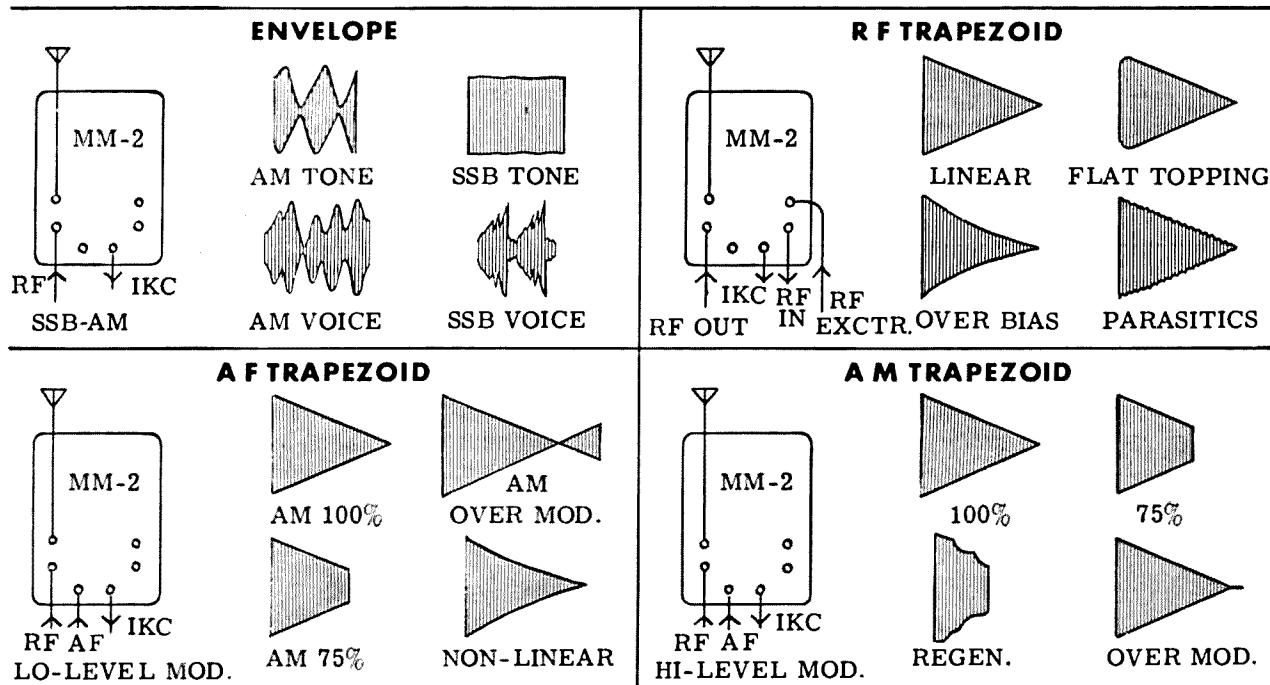 ENVELOPE
MM-2
AM TONE
SSB TONE
RF
IKC
SSB-AM
AM VOICE
SSB VOICE
RF TRAPEZOID
MM-2
LINEAR
FLAT TOPPING
IKC
RF
IN
RF
EXCTR.
RF OUT
OVER BIAS
PARASITICS
AF TRAPEZOID
MM-2
AM 100%
AM
OVER MOD.
RF
AF
IKC
LO-LEVEL MOD.
AM 75%
NON-LINEAR
AM TRAPEZOID
MM-2
100%
75%
RF
AF
IKC
HI-LEVEL MOD.
REGEN.
OVER MOD.